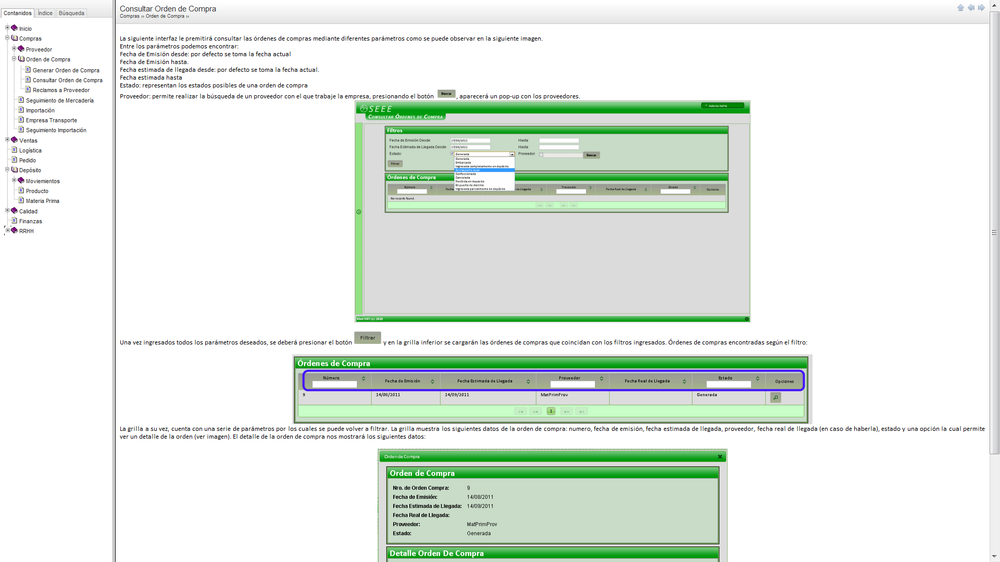 Contanidos Índice Búsqueda
Inicio
Compras
Proveedor
Orden de Compra
Generar Orden de Compra
Consultar Orden de Compra
Reclamos a Proveedor
Seguimiento de Mercadería
Importación
Empresa Transporte
Seguimiento Importación
Ventas
Logística
Pedido
Depósito
Moviemientos
Producto
Materia Prima
Calidad
Finanzas
RRHH
Consultar Orden de Compra
Compras ›› Orden de Compra ››
La siguiente interfaz le premitirá consultar las órdenes de compras mediante diferentes parámetros como se puede observar en la siguiente imagen.
Entre los parámetros podemos encontrar:
Fecha de Emisión desde: por defecto se toma la fecha actual
Fecha de Emisión hasta.
Fecha estimada de llegada desde: por defecto se toma la fecha actual.
Fecha estimada hasta
Estado: representan los estados posibles de una orden de compra
Proveedor: permite realizar la búsqueda de un proveedor con el que trabaje la empresa, presionando el botón Buscar , aparecerá un pop-up con los proveedores.
SEEE
CONSULTAR ÓRDENES DE COMPRA
Filtros
Fecha de Emisión Desde: 17/09/2011 Hasta:
Fecha Estimada de Llegada Desde: 17/09/2011 Hasta:
Estado: Generada Proveedor: Buscar
Generada
Embarcada
Ingresada completamente en depósito
En trasporte local
Confeccionada
Cancelada
Recibida en deposito
En puerto de destino
Ingresada parcialmente en depósito
Filtrar
Órdenes de Compra
Número Fecha de Llegada Proveedor Fecha Real de Llegada Estado Opciones
No records found.
Kiwi SW! (c) 2010
Una vez ingresados todos los parámetros deseados, se deberá presionar el botón Filtrar y en la grilla inferior se cargarán las órdenes de compras que coincidan con los filtros ingresados. Órdenes de compras encontradas según el filtro:
Órdenes de Compra
Número Fecha de Emisión Fecha Estimada de Llegada Proveedor Fecha Real de Llegada Estado Opciones
9 14/08/2011 14/09/2011 MatPrimProv Generada
1
La grilla a su vez, cuenta con una serie de parámetros por los cuales se puede volver a filtrar. La grilla muestra los siguientes datos de la orden de compra: numero, fecha de emisión, fecha estimada de llegada, proveedor, fecha real de llegada (en caso de haberla), estado y una opción la cual permite
ver un detalle de la orden (ver imagen). El detalle de la orden de compra nos mostrará los siguientes datos:
Orden de Compra
Orden de Compra
Nro. de Orden Compra: 9
Fecha de Emisión: 14/08/2011
Fecha Estimada de Llegada: 14/09/2011
Fecha Real de Llegada:
Proveedor: MatPrimProv
Estado: Generada
Detalle Orden De Compra